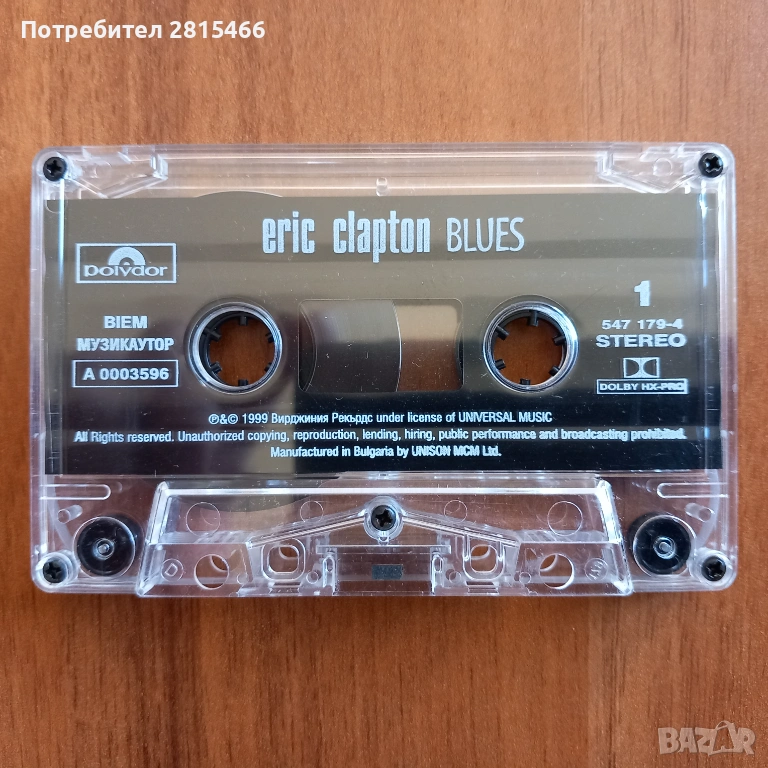 Потребител 2815466
eric clapton BLUES
polydor
BIEM
МУЗИКАУТОР
A 0003596
1
547 179-4
STEREO
DOLBY HX-PRO
℗&© 1999 Вирджиния Рекърдс under license of UNIVERSAL MUSIC
All Rights reserved. Unauthorized copying, reproduction, lending, hiring, public performance and broadcasting prohibited.
Manufactured in Bulgaria by UNISON MCM Ltd.
BAZAR